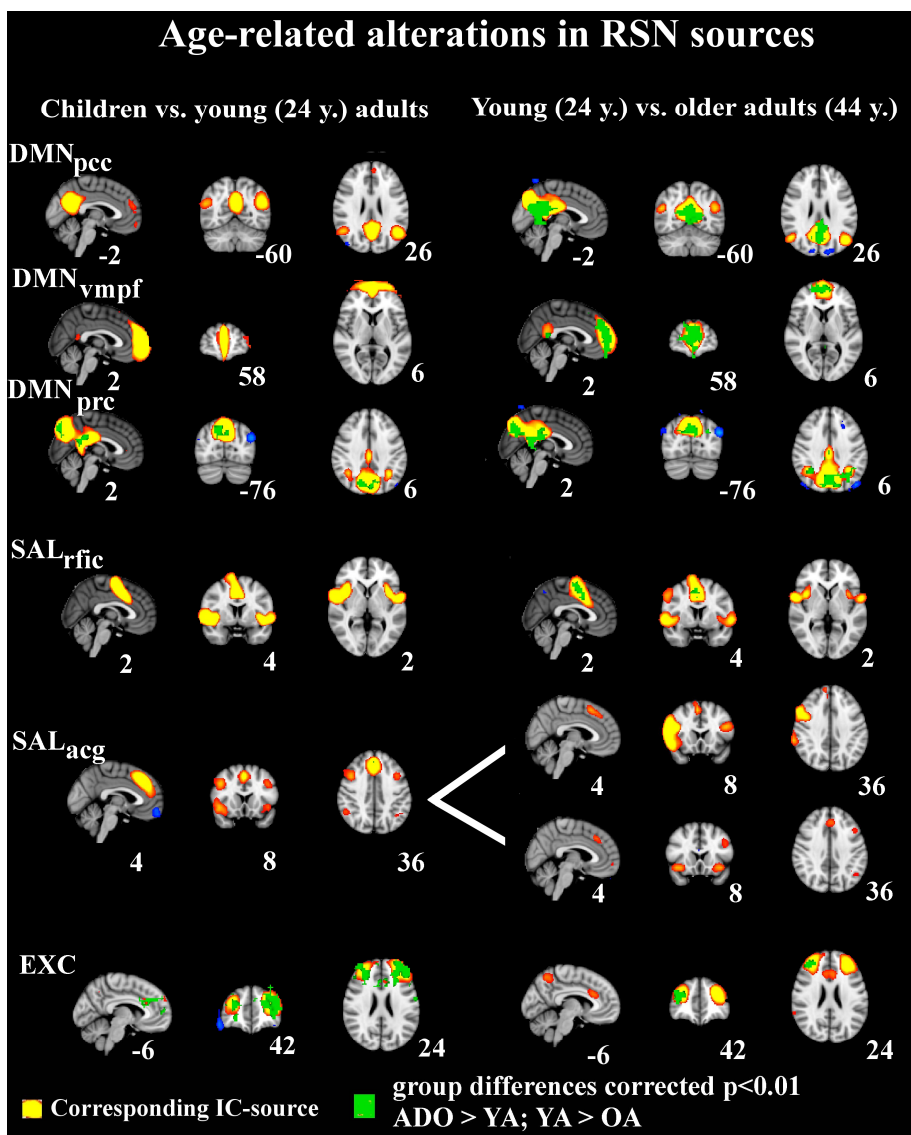 Age-related alterations in RSN sources
Children vs. young (24 y.) adults
Young (24 y.) vs. older adults (44 y.)
DMNpcc
-2 -60 26 -2 -60 26
DMNvmpf
2 58 6 2 58 6
DMNprc
2 -76 6 2 -76 6
SALrfic
2 4 2 2 4 2
SALacg
4 8 36
4 8 36
4 8 36
EXC
-6 42 24 -6 42 24
Corresponding IC-source
group differences corrected p<0.01
ADO > YA; YA > OA